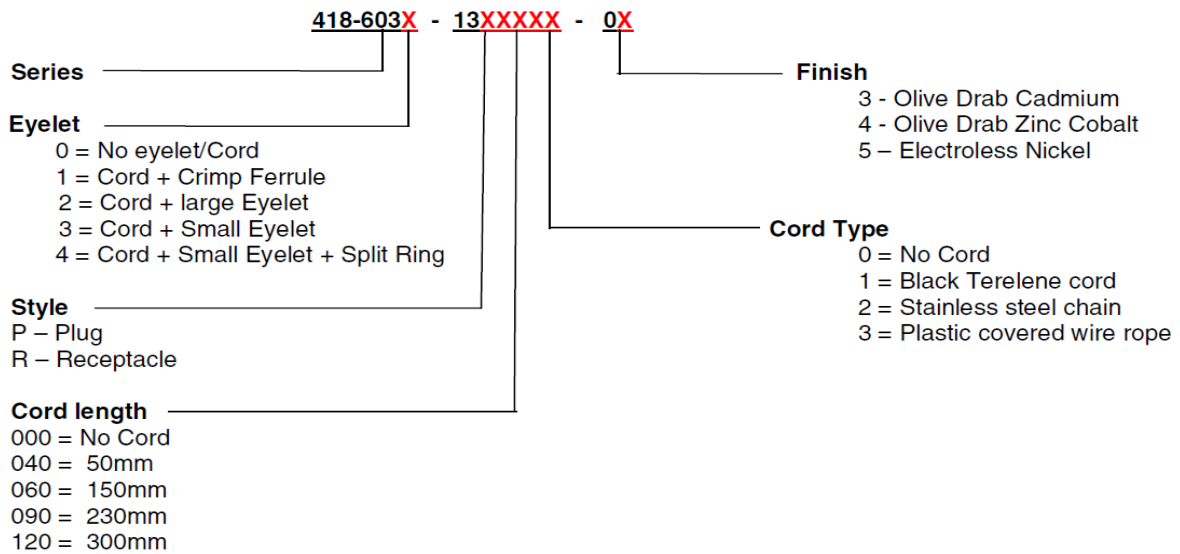 418-603X - 13XXXXX - 0X
Series
Finish
3 - Olive Drab Cadmium
4 - Olive Drab Zinc Cobalt
5 – Electroless Nickel
Eyelet
0 = No eyelet/Cord
1 = Cord + Crimp Ferrule
2 = Cord + large Eyelet
3 = Cord + Small Eyelet
4 = Cord + Small Eyelet + Split Ring
Cord Type
0 = No Cord
1 = Black Terelene cord
2 = Stainless steel chain
3 = Plastic covered wire rope
Style
P – Plug
R – Receptacle
Cord length
000 = No Cord
040 = 50mm
060 = 150mm
090 = 230mm
120 = 300mm